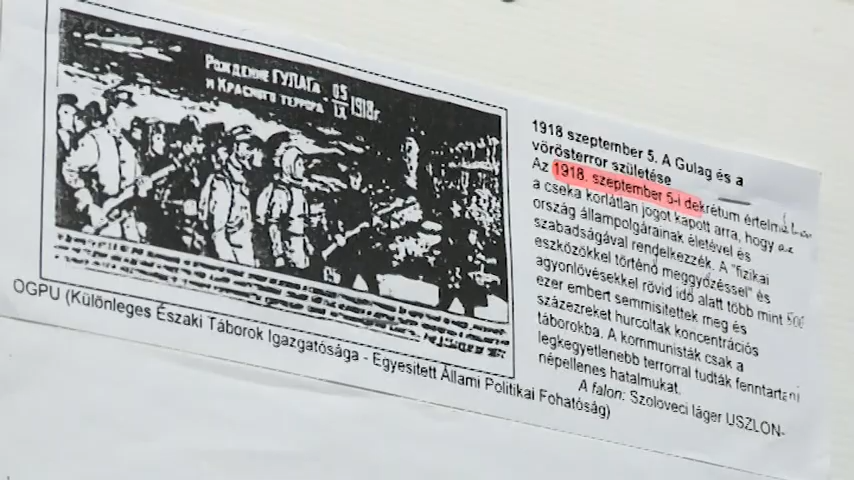 Рождение ГУЛАГа
и Красного террора - 05/IX 1918г.
1918 szeptember 5. A Gulag és a
vörösterror születése
Az 1918. szeptember 5-i dekrétum értelmében
a cseka korlátlan jogot kapott arra, hogy az
ország állampolgárainak életével és
szabadságával rendelkezzék. A "fizikai
eszközökkel történő meggyőzéssel" és
agyonlövésekkel rövid idő alatt több mint 500
ezer embert semmisítettek meg és
százezreket hurcoltak koncentrációs
táborokba. A kommunisták csak a
legkegyetlenebb terrorral tudták fenntartani
népellenes hatalmukat.
A falon: Szoloveci láger USZLON-
OGPU (Különleges Északi Táborok Igazgatósága - Egyesitett Állami Politikai Fohatóság)